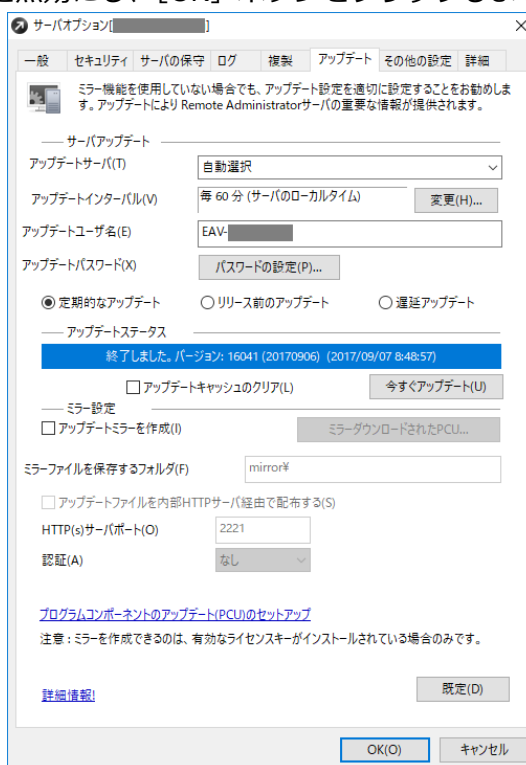 サーバオプション[ ]
一般 セキュリティ サーバの保守 ログ 複製 アップデート その他の設定 詳細
ミラー機能を使用していない場合でも、アップデート設定を適切に設定することをお勧めしま
す。アップデートにより Remote Administratorサーバの重要な情報が提供されます。
サーバアップデート
アップデートサーバ(T) 自動選択
アップデートインターバル(V) 毎 60 分 (サーバのローカルタイム) 変更(H)...
アップデートユーザ名(E) EAV-
アップデートパスワード(X) パスワードの設定(P)...
定期的なアップデート リリース前のアップデート 遅延アップデート
アップデートステータス
終了しました。バージョン: 16041 (20170906) (2017/09/07 8:48:57)
アップデートキャッシュのクリア(L) 今すぐアップデート(U)
ミラー設定
アップデートミラーを作成(I) ミラーダウンロードされたPCU...
ミラーファイルを保存するフォルダ(F) mirror¥
アップデートファイルを内部HTTPサーバ経由で配布する(S)
HTTP(s)サーバポート(O) 2221
認証(A) なし
プログラムコンポーネントのアップデート(PCU)のセットアップ
注意 : ミラーを作成できるのは、有効なライセンスキーがインストールされている場合のみです。
詳細情報! 既定(D)
OK(O) キャンセル